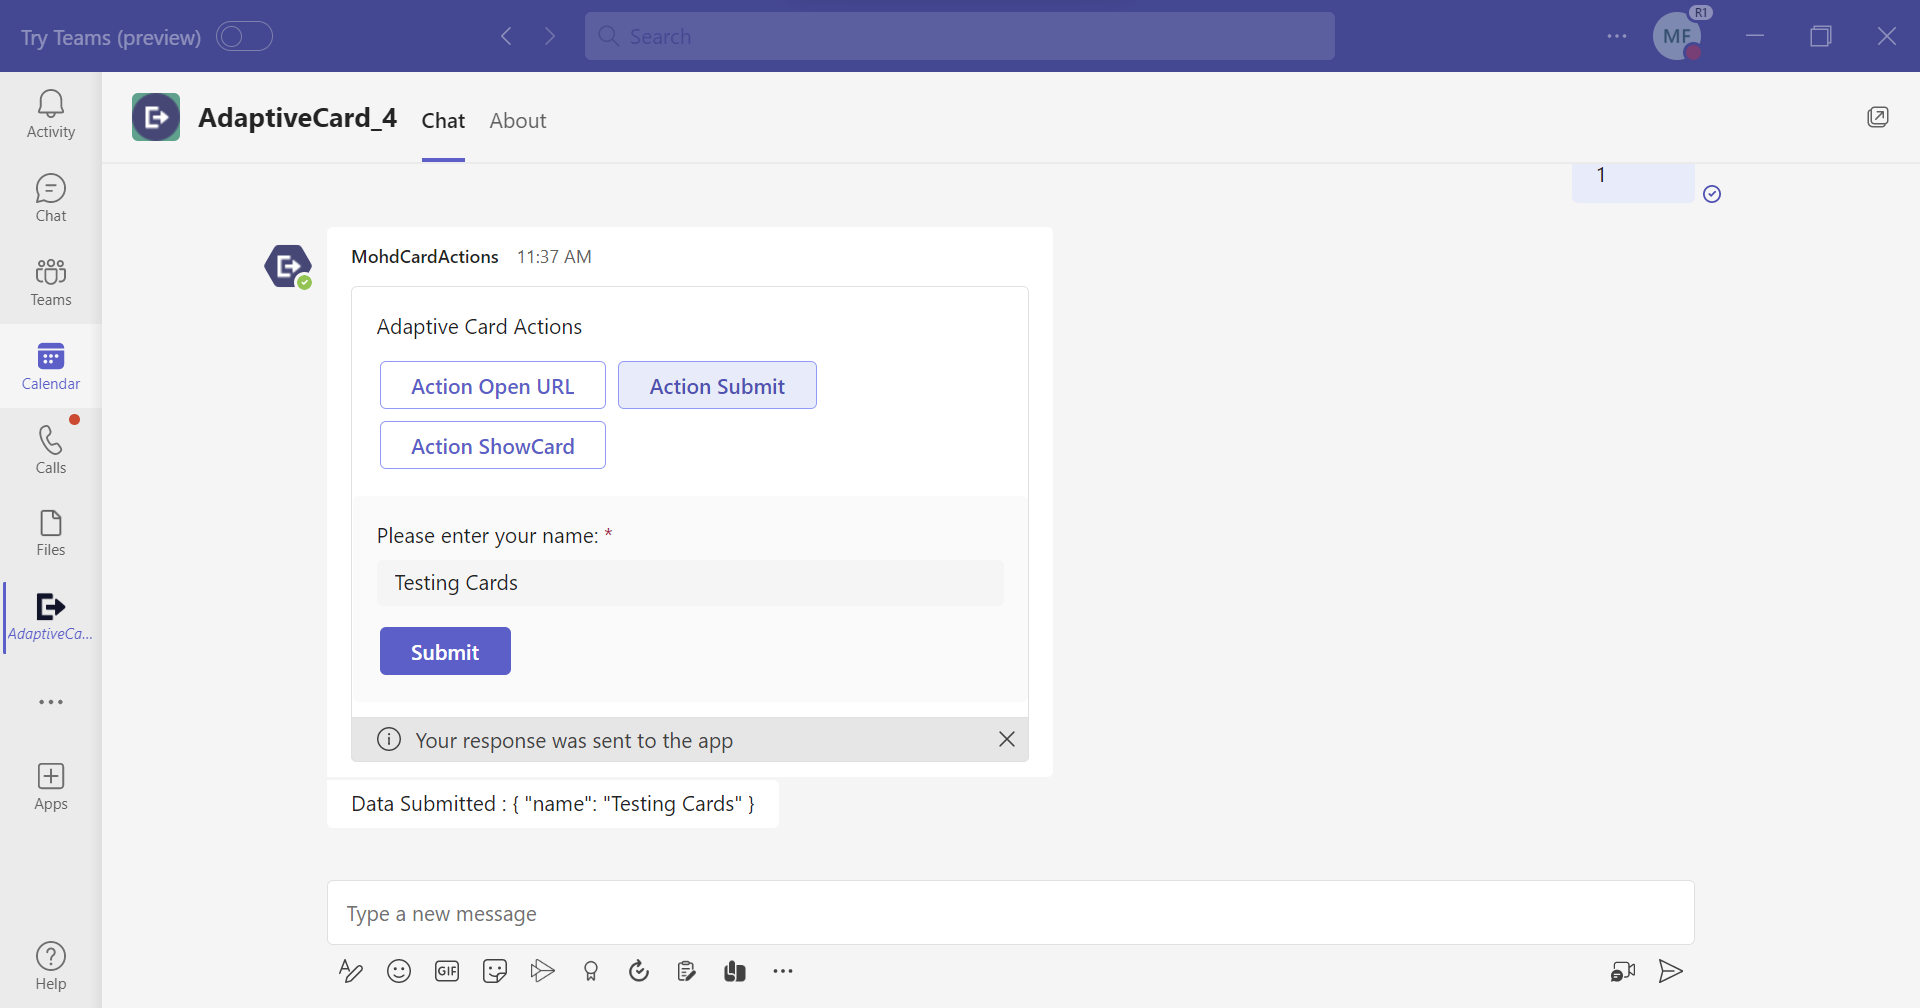 Try Teams (preview)
Search
MF
R1
Activity
Chat
Teams
Calendar
Calls
Files
AdaptiveCa...
Apps
Help
AdaptiveCard_4
Chat
About
1
MohdCardActions 11:37 AM
Adaptive Card Actions
Action Open URL
Action Submit
Action ShowCard
Please enter your name: *
Testing Cards
Submit
Your response was sent to the app
Data Submitted : { "name": "Testing Cards" }
Type a new message
GIF